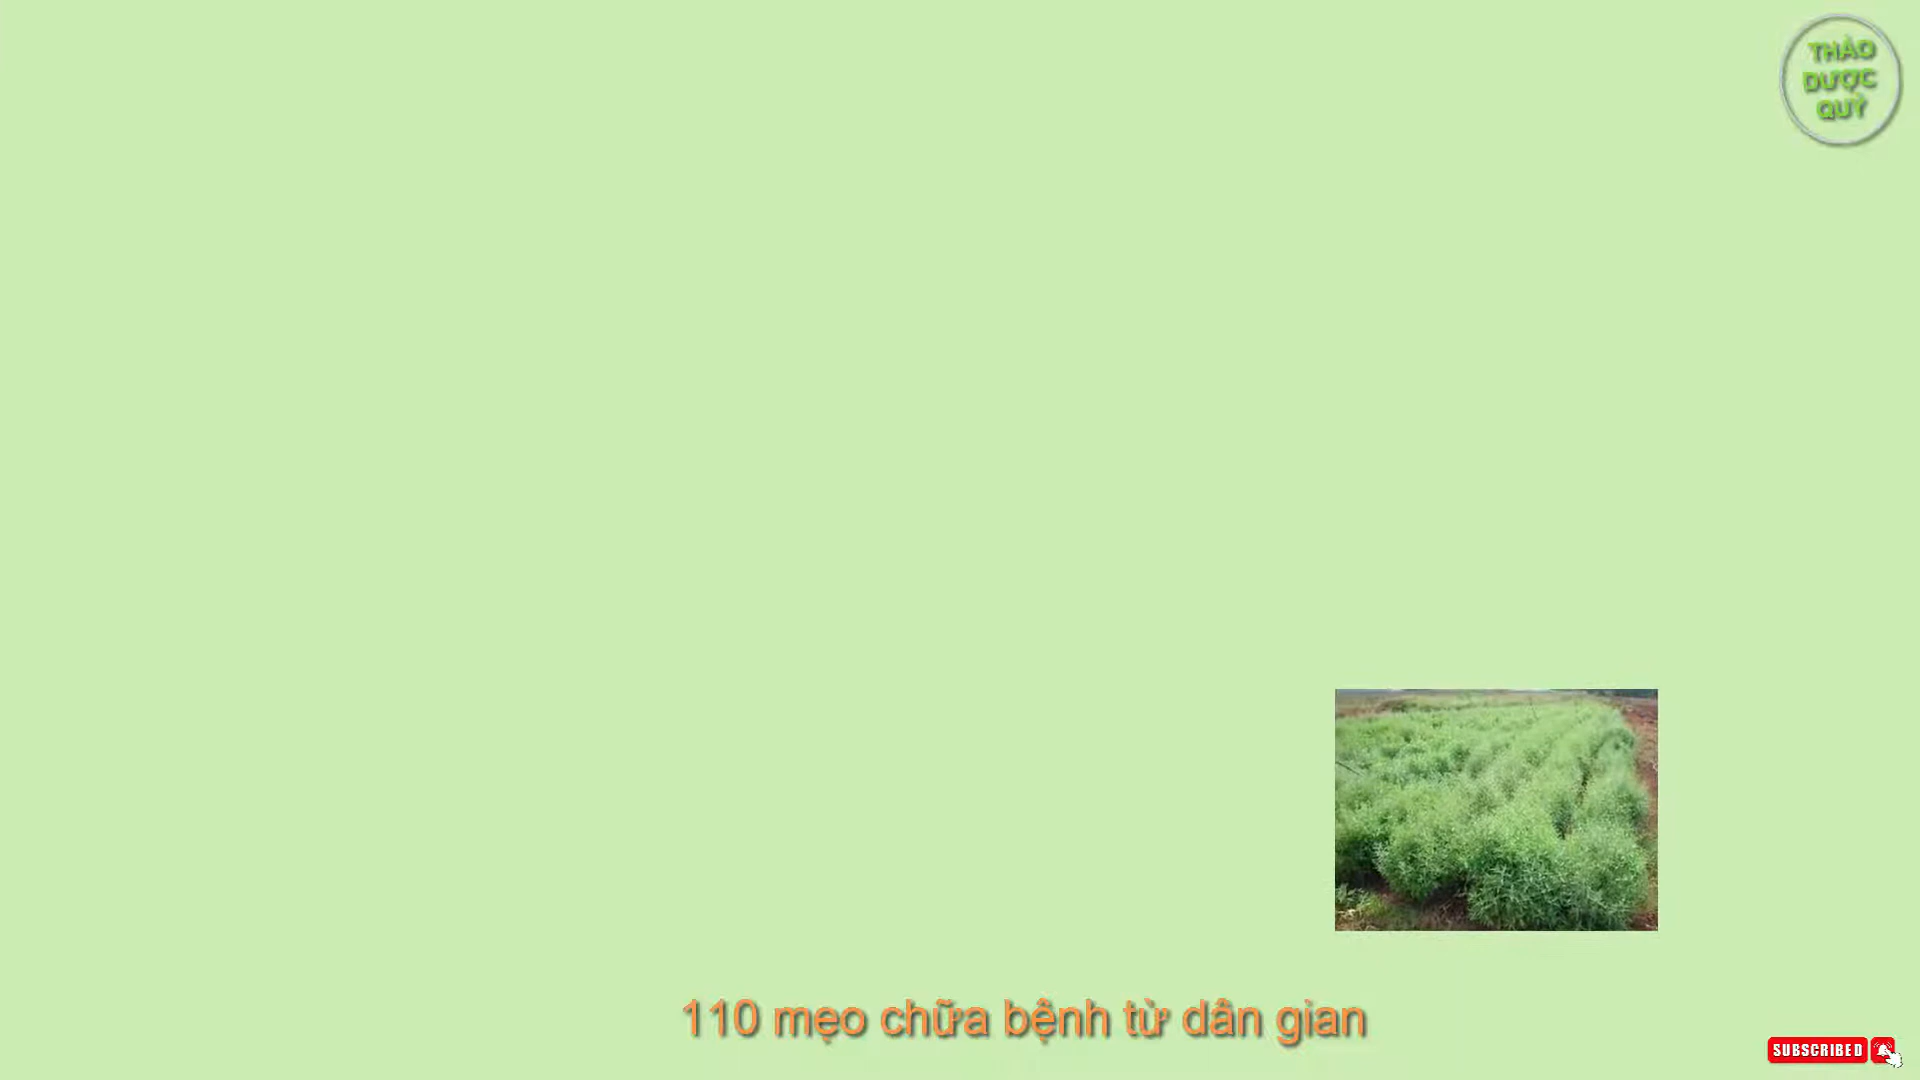 THẢO
DƯỢC
QUÝ
110 mẹo chữa bệnh từ dân gian
SUBSCRIBED